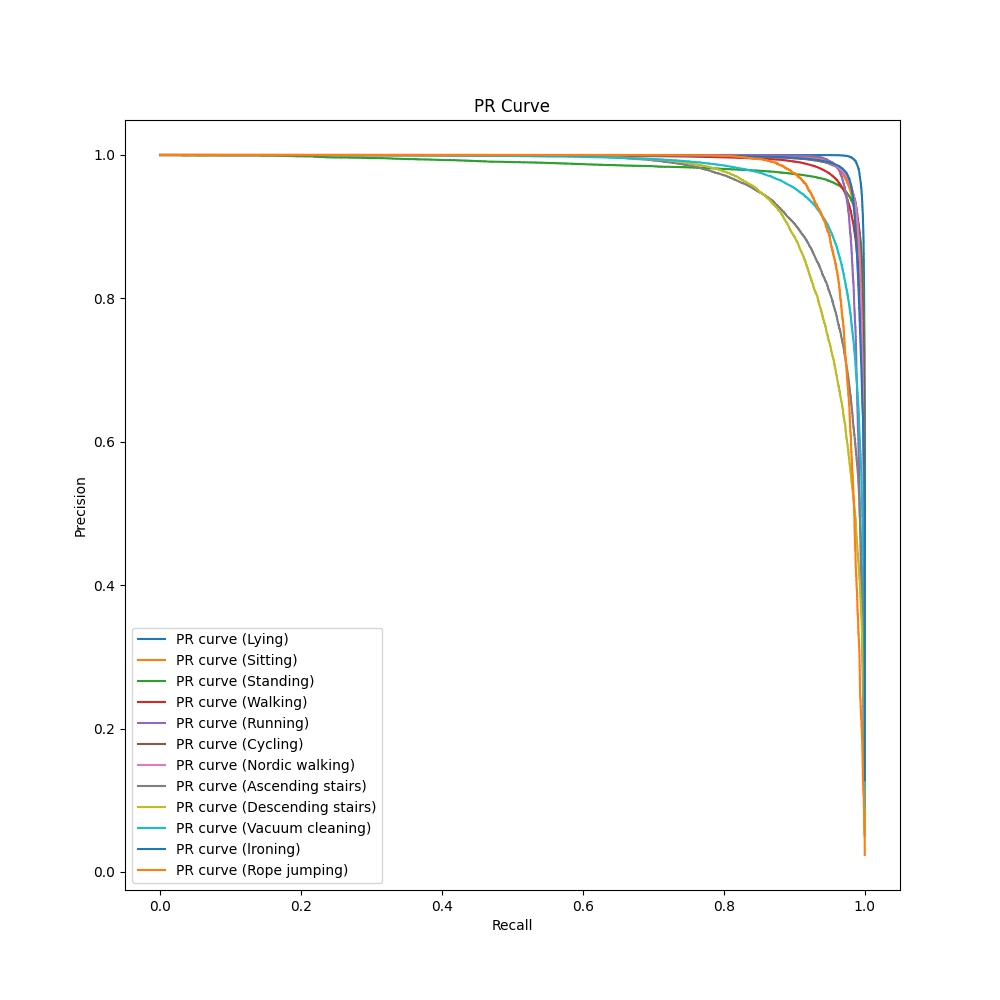 PR Curve
1.0
0.8
0.6
0.4
0.2
0.0
Precision
PR curve (Lying)
PR curve (Sitting)
PR curve (Standing)
PR curve (Walking)
PR curve (Running)
PR curve (Cycling)
PR curve (Nordic walking)
PR curve (Ascending stairs)
PR curve (Descending stairs)
PR curve (Vacuum cleaning)
PR curve (Ironing)
PR curve (Rope jumping)
0.0 0.2 0.4 0.6 0.8 1.0
Recall